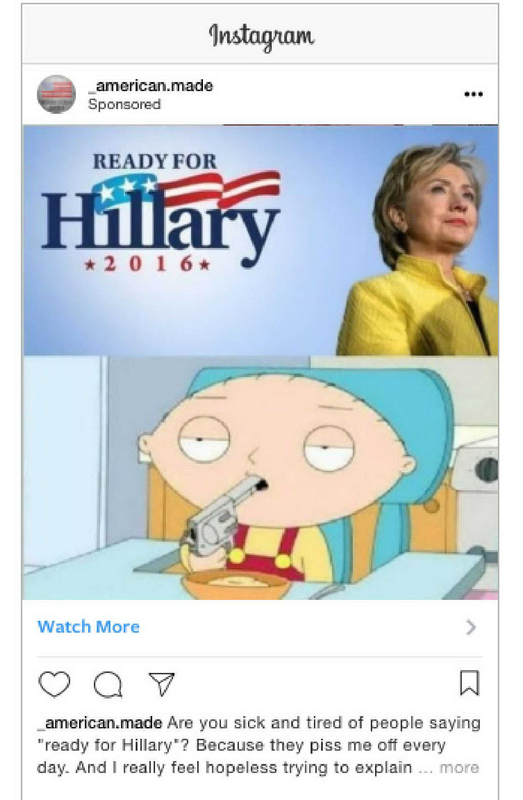 Instagram
_american.made
Sponsored
READY FOR
Hillary
★2016★
Watch More
_american.made Are you sick and tired of people saying
"ready for Hillary"? Because they piss me off every
day. And I really feel hopeless trying to explain ... more